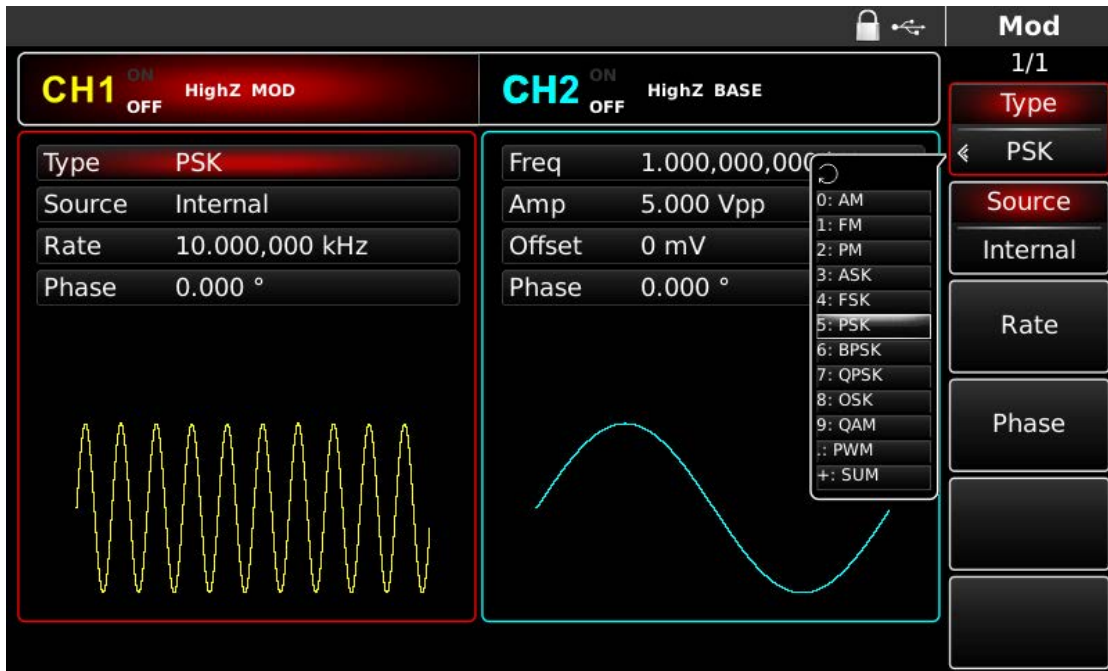 Mod
1/1
CH1 ON OFF HighZ MOD
CH2 ON OFF HighZ BASE
Type PSK
Source Internal
Rate 10.000,000 kHz
Phase 0.000 °
Freq 1.000,000,000
Amp 5.000 Vpp
Offset 0 mV
Phase 0.000 °
0: AM
1: FM
2: PM
3: ASK
4: FSK
5: PSK
6: BPSK
7: QPSK
8: OSK
9: QAM
.: PWM
+: SUM
Type
PSK
Source
Internal
Rate
Phase